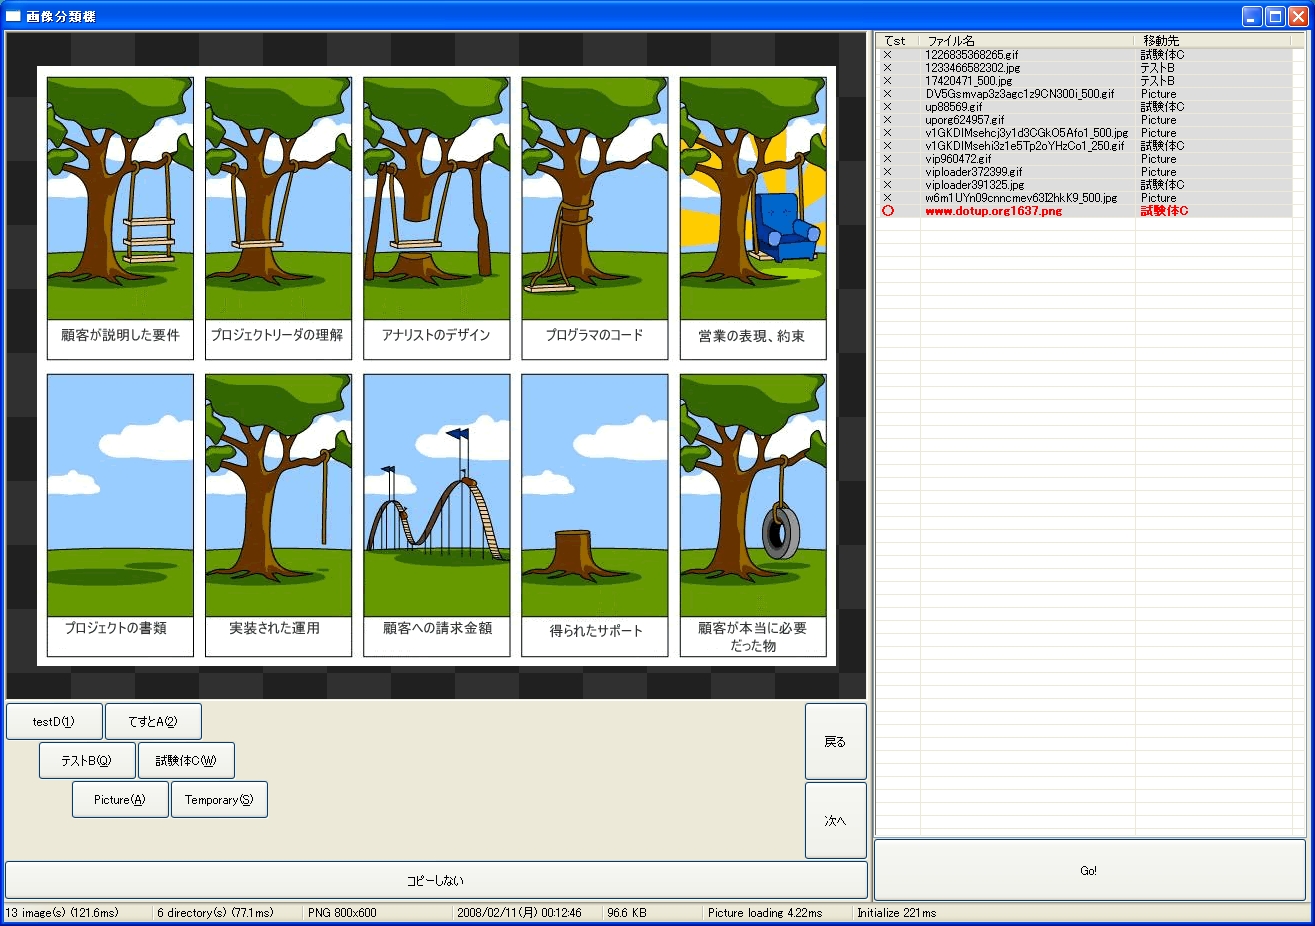 画像分類機
てst ファイル名 移動先
× 1226835368265.gif 試験体C
× 1233466582302.jpg テストB
× 17420471_500.jpg テストB
× DV5Gsmvap3z3agc1z9CN300i_500.gif Picture
× up88569.gif 試験体C
× uporg624957.gif Picture
× v1GKDIMsehcj3y1d3CGkO5Afo1_500.jpg Picture
× v1GKDIMsehi3z1e5Tp2oYHzCo1_250.gif 試験体C
× vip960472.gif Picture
× viploader372399.gif Picture
× viploader391325.jpg 試験体C
× w6m1UYn09cnncmev63I2hkK9_500.jpg Picture
○ www.dotup.org1637.png 試験体C
顧客が説明した要件
プロジェクトリーダの理解
アナリストのデザイン
プログラマのコード
営業の表現、約束
プロジェクトの書類
実装された運用
顧客への請求金額
得られたサポート
顧客が本当に必要
だった物
testD(1) てすとA(2)
テストB(Q) 試験体C(W)
Picture(A) Temporary(S)
戻る
次へ
コピーしない
Go!
13 image(s) (121.6ms) 6 directory(s) (77.1ms) PNG 800x600 2008/02/11(月) 00:12:46 96.6 KB Picture loading 4.22ms Initialize 221ms